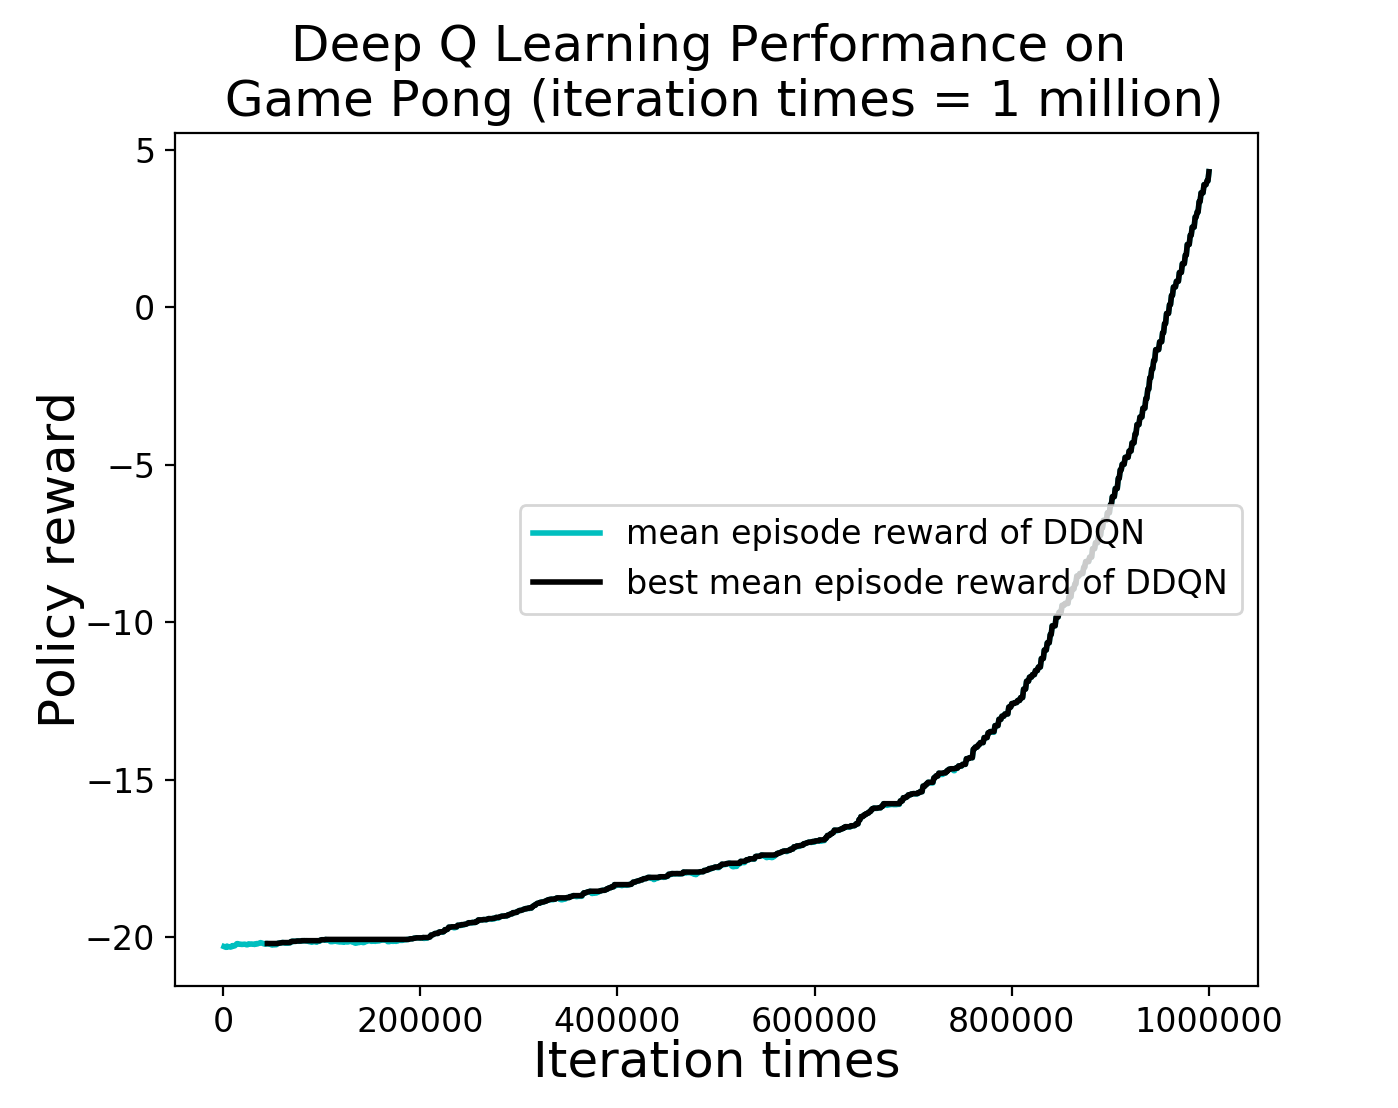 Deep Q Learning Performance on
Game Pong (iteration times = 1 million)
5
0
−5
−10
−15
−20
Policy reward
mean episode reward of DDQN
best mean episode reward of DDQN
0 200000 400000 600000 800000 1000000
Iteration times